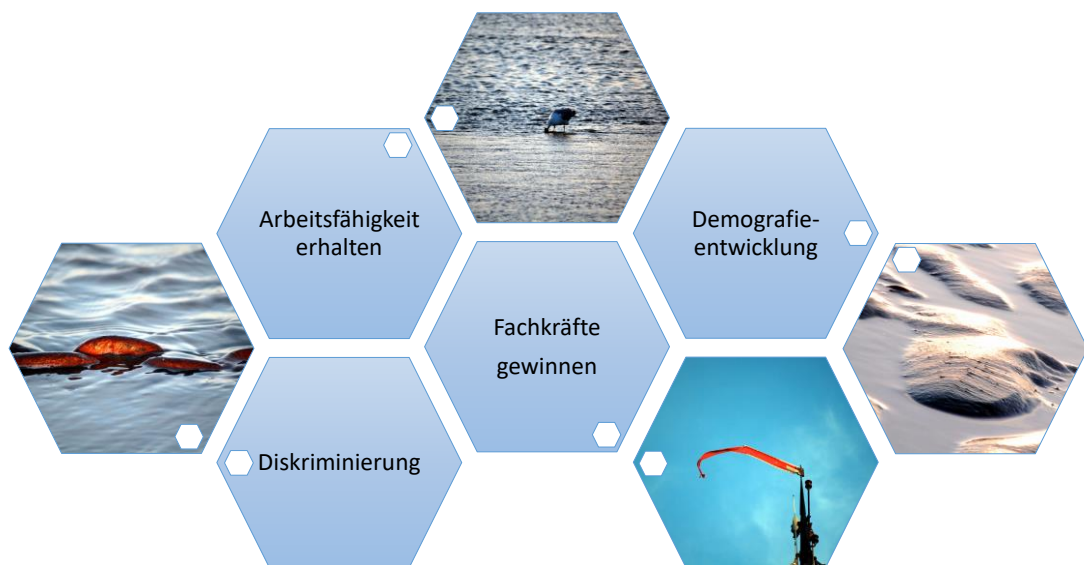 Arbeitsfähigkeit
erhalten
Demografie-
entwicklung
Fachkräfte
gewinnen
Diskriminierung